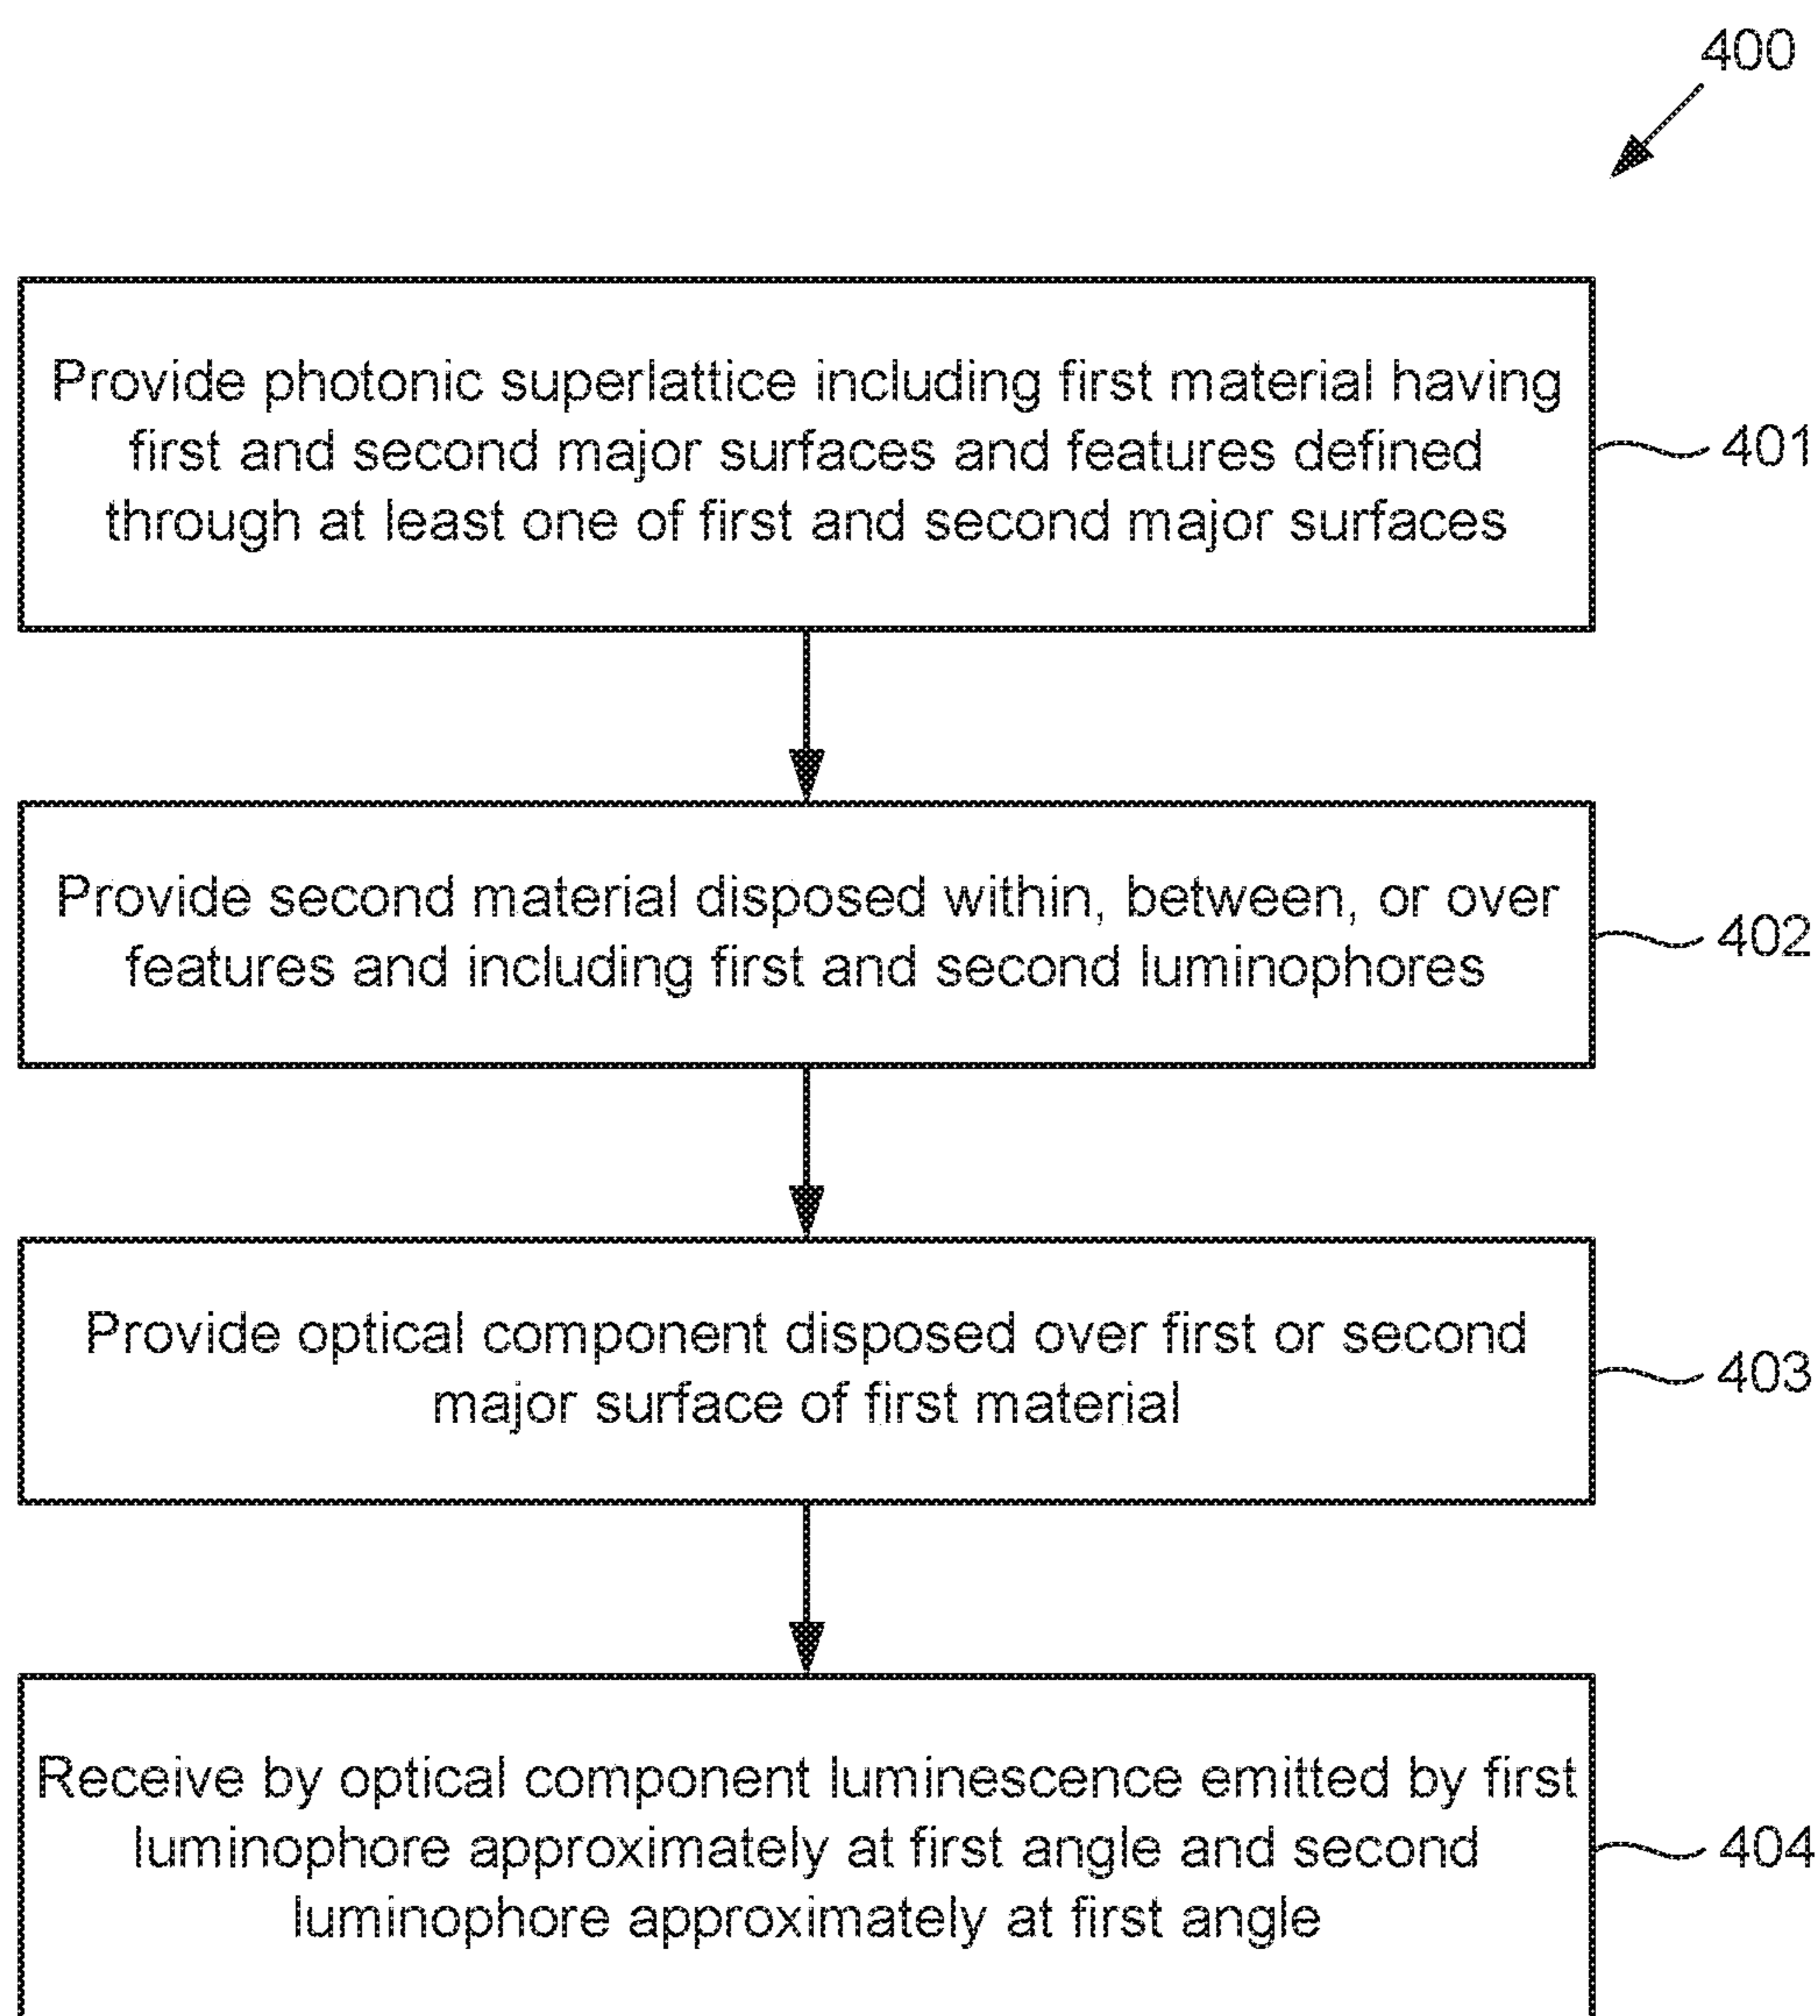 400
Provide photonic superlattice including first material having
first and second major surfaces and features defined
through at least one of first and second major surfaces
401
Provide second material disposed within, between, or over
features and including first and second luminophores
402
Provide optical component disposed over first or second
major surface of first material
403
Receive by optical component luminescence emitted by first
luminophore approximately at first angle and second
luminophore approximately at first angle
404